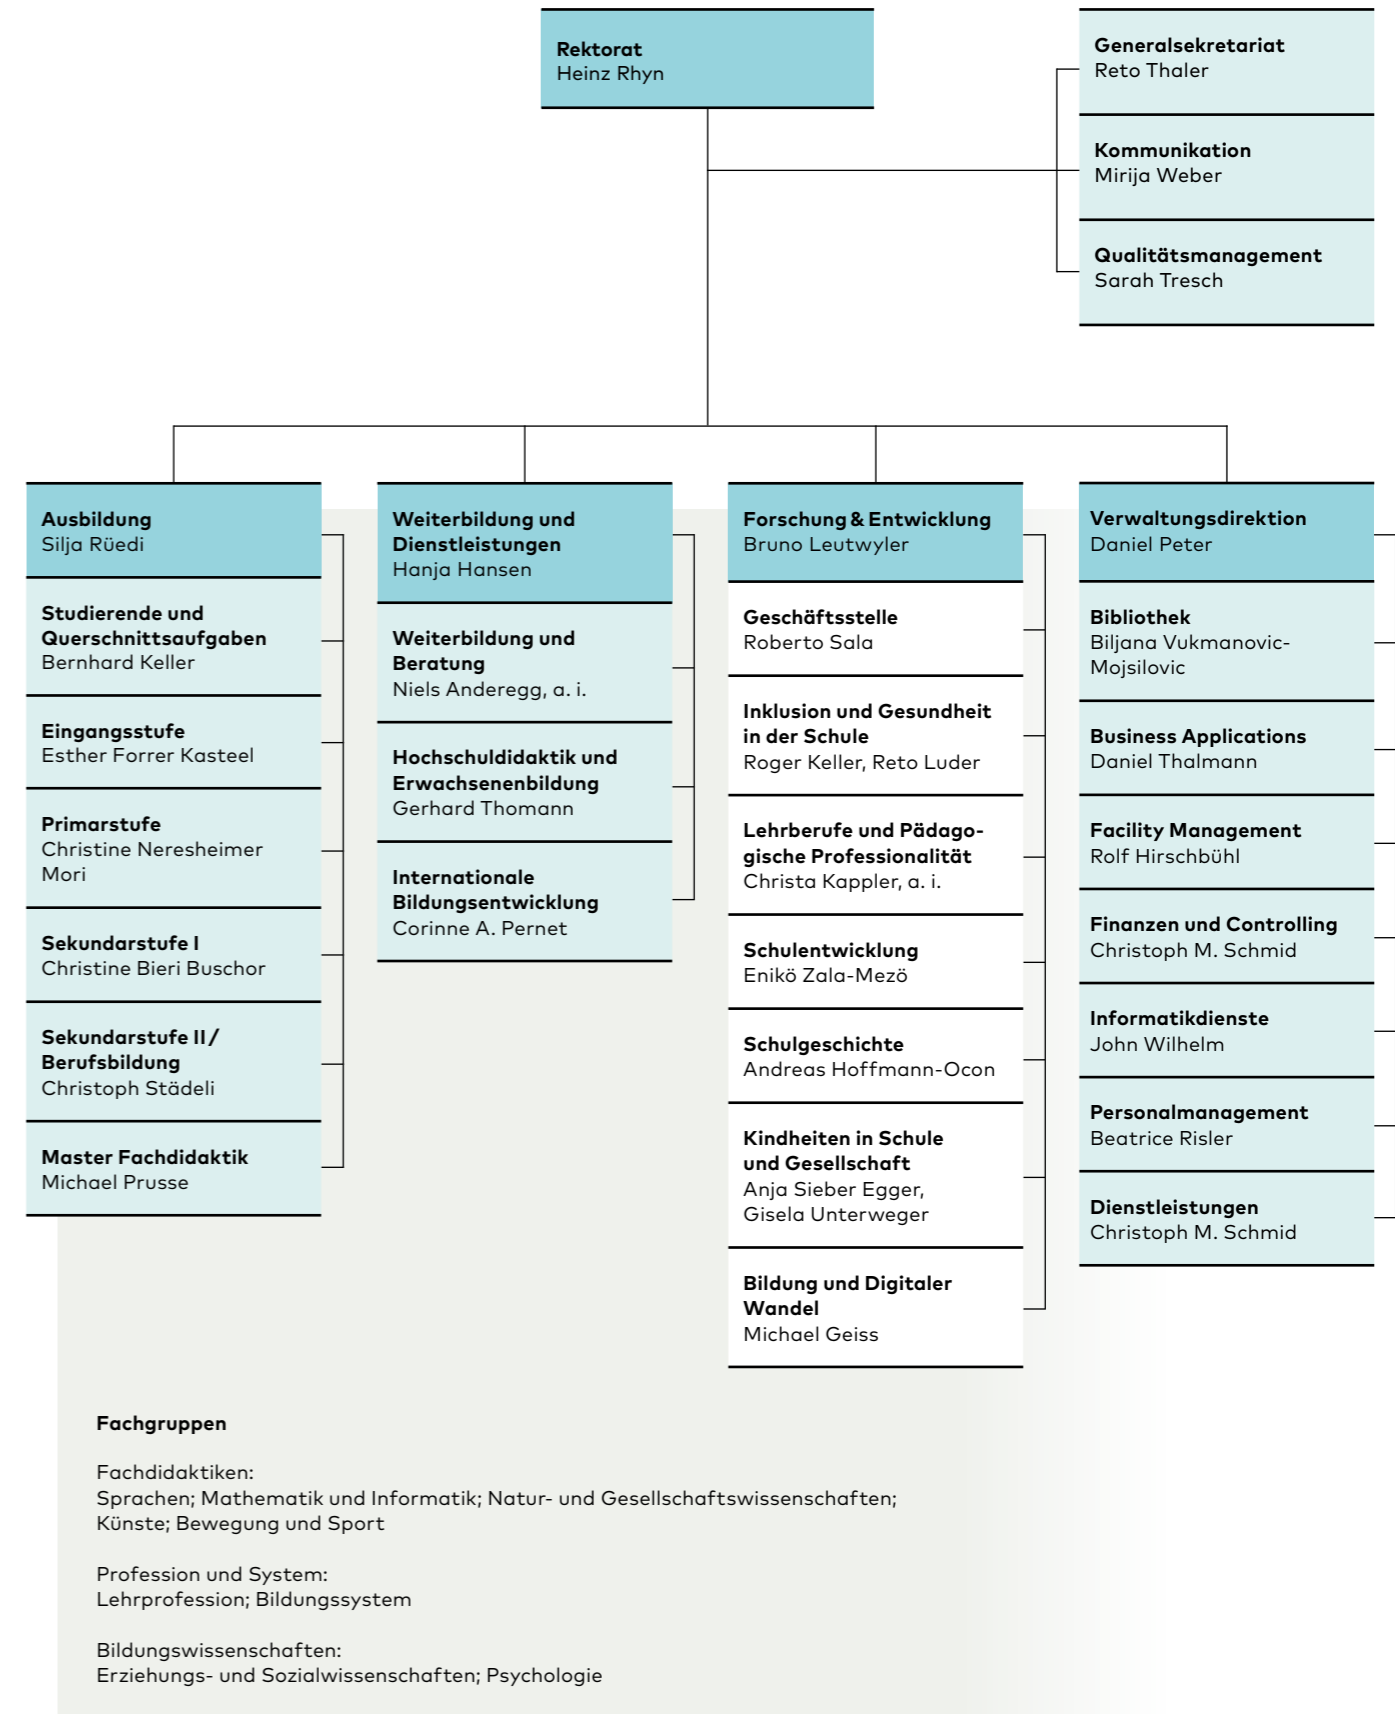 Rektorat
Heinz Rhyn
Generalsekretariat
Reto Thaler
Kommunikation
Mirija Weber
Qualitätsmanagement
Sarah Tresch
Ausbildung
Silja Rüedi
Studierende und
Querschnittsaufgaben
Bernhard Keller
Eingangsstufe
Esther Forrer Kasteel
Primarstufe
Christine Neresheimer
Mori
Sekundarstufe I
Christine Bieri Buschor
Sekundarstufe II /
Berufsbildung
Christoph Städeli
Master Fachdidaktik
Michael Prusse
Weiterbildung und
Dienstleistungen
Hanja Hansen
Weiterbildung und
Beratung
Niels Anderegg, a. i.
Hochschuldidaktik und
Erwachsenenbildung
Gerhard Thomann
Internationale
Bildungsentwicklung
Corinne A. Pernet
Forschung & Entwicklung
Bruno Leutwyler
Geschäftsstelle
Roberto Sala
Inklusion und Gesundheit
in der Schule
Roger Keller, Reto Luder
Lehrberufe und Pädago-
gische Professionalität
Christa Kappler, a. i.
Schulentwicklung
Enikö Zala-Mezö
Schulgeschichte
Andreas Hoffmann-Ocon
Kindheiten in Schule
und Gesellschaft
Anja Sieber Egger,
Gisela Unterweger
Bildung und Digitaler
Wandel
Michael Geiss
Verwaltungsdirektion
Daniel Peter
Bibliothek
Biljana Vukmanovic-
Mojsilovic
Business Applications
Daniel Thalmann
Facility Management
Rolf Hirschbühl
Finanzen und Controlling
Christoph M. Schmid
Informatikdienste
John Wilhelm
Personalmanagement
Beatrice Risler
Dienstleistungen
Christoph M. Schmid
Fachgruppen
Fachdidaktiken:
Sprachen; Mathematik und Informatik; Natur- und Gesellschaftswissenschaften;
Künste; Bewegung und Sport
Profession und System:
Lehrprofession; Bildungssystem
Bildungswissenschaften:
Erziehungs- und Sozialwissenschaften; Psychologie